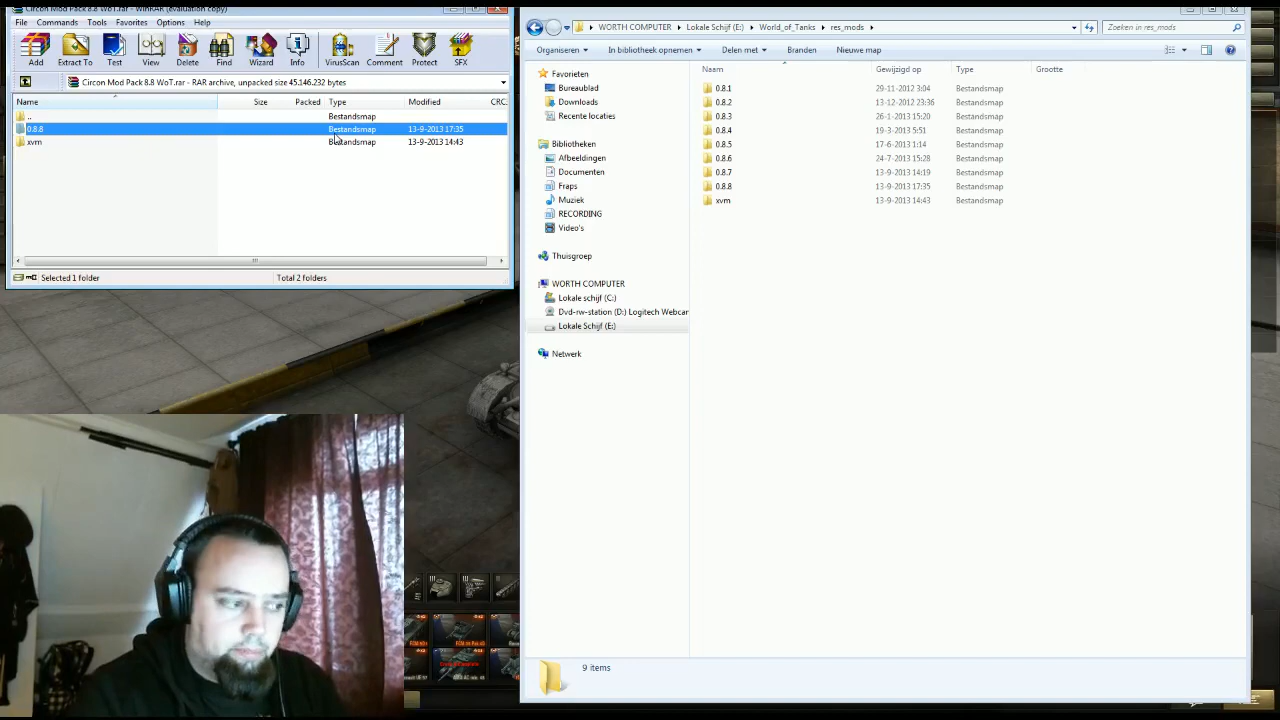 Circon Mod Pack 8.8 WoT.rar - WinRAR (evaluation copy)
File Commands Tools Favorites Options Help
Add Extract To Test View Delete Find Wizard Info VirusScan Comment Protect SFX
Circon Mod Pack 8.8 WoT.rar - RAR archive, unpacked size 45.146.232 bytes
Name Size Packed Type Modified CRC.
.. Bestandsmap
0.8.8 Bestandsmap 13-9-2013 17:35
xvm Bestandsmap 13-9-2013 14:43
Selected 1 folder Total 2 folders
WORTH COMPUTER Lokale Schijf (E:) World_of_Tanks res_mods
Zoeken in res_mods
Organiseren In bibliotheek opnemen Delen met Branden Nieuwe map
Favorieten
Bureaublad
Downloads
Recente locaties
Bibliotheken
Afbeeldingen
Documenten
Fraps
Muziek
RECORDING
Video's
Thuisgroep
WORTH COMPUTER
Lokale schijf (C:)
Dvd-rw-station (D:) Logitech Webcar
Lokale Schijf (E:)
Netwerk
Naam Gewijzigd op Type Grootte
0.8.1 29-11-2012 3:04 Bestandsmap
0.8.2 13-12-2012 23:36 Bestandsmap
0.8.3 26-1-2013 15:20 Bestandsmap
0.8.4 19-3-2013 5:51 Bestandsmap
0.8.5 17-6-2013 1:14 Bestandsmap
0.8.6 24-7-2013 15:28 Bestandsmap
0.8.7 13-9-2013 14:19 Bestandsmap
0.8.8 13-9-2013 17:35 Bestandsmap
xvm 13-9-2013 14:43 Bestandsmap
9 items